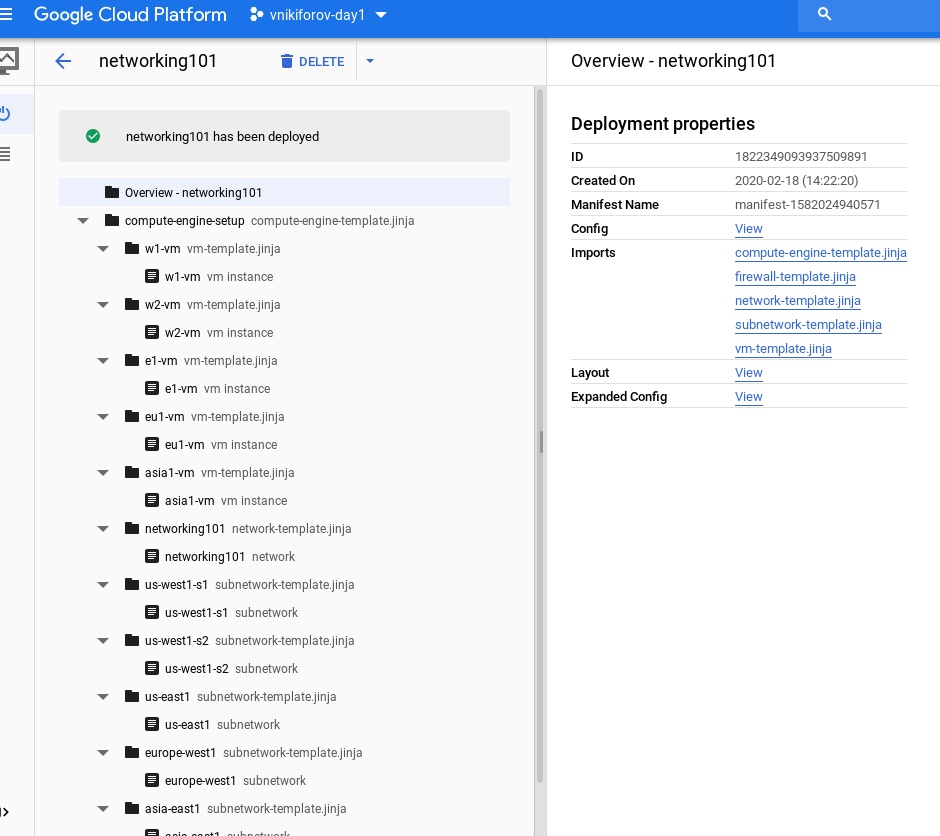 Google Cloud Platform vnikiforov-day1
networking101 DELETE
networking101 has been deployed
Overview - networking101
compute-engine-setup compute-engine-template.jinja
w1-vm vm-template.jinja
w1-vm vm instance
w2-vm vm-template.jinja
w2-vm vm instance
e1-vm vm-template.jinja
e1-vm vm instance
eu1-vm vm-template.jinja
eu1-vm vm instance
asia1-vm vm-template.jinja
asia1-vm vm instance
networking101 network-template.jinja
networking101 network
us-west1-s1 subnetwork-template.jinja
us-west1-s1 subnetwork
us-west1-s2 subnetwork-template.jinja
us-west1-s2 subnetwork
us-east1 subnetwork-template.jinja
us-east1 subnetwork
europe-west1 subnetwork-template.jinja
europe-west1 subnetwork
asia-east1 subnetwork-template.jinja
asia-east1 subnetwork
Overview - networking101
Deployment properties
ID 1822349093937509891
Created On 2020-02-18 (14:22:20)
Manifest Name manifest-1582024940571
Config View
Imports compute-engine-template.jinja
firewall-template.jinja
network-template.jinja
subnetwork-template.jinja
vm-template.jinja
Layout View
Expanded Config View